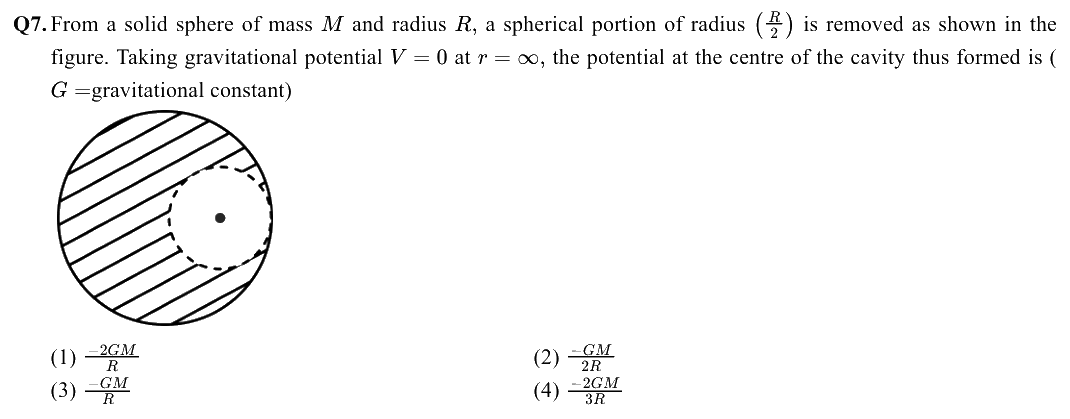 Q7. From a solid sphere of mass M and radius R, a spherical portion of radius (R/2) is removed as shown in the
figure. Taking gravitational potential V = 0 at r = ∞, the potential at the centre of the cavity thus formed is (
G =gravitational constant)
(1) −2GM/R (2) −GM/2R
(3) −GM/R (4) −2GM/3R